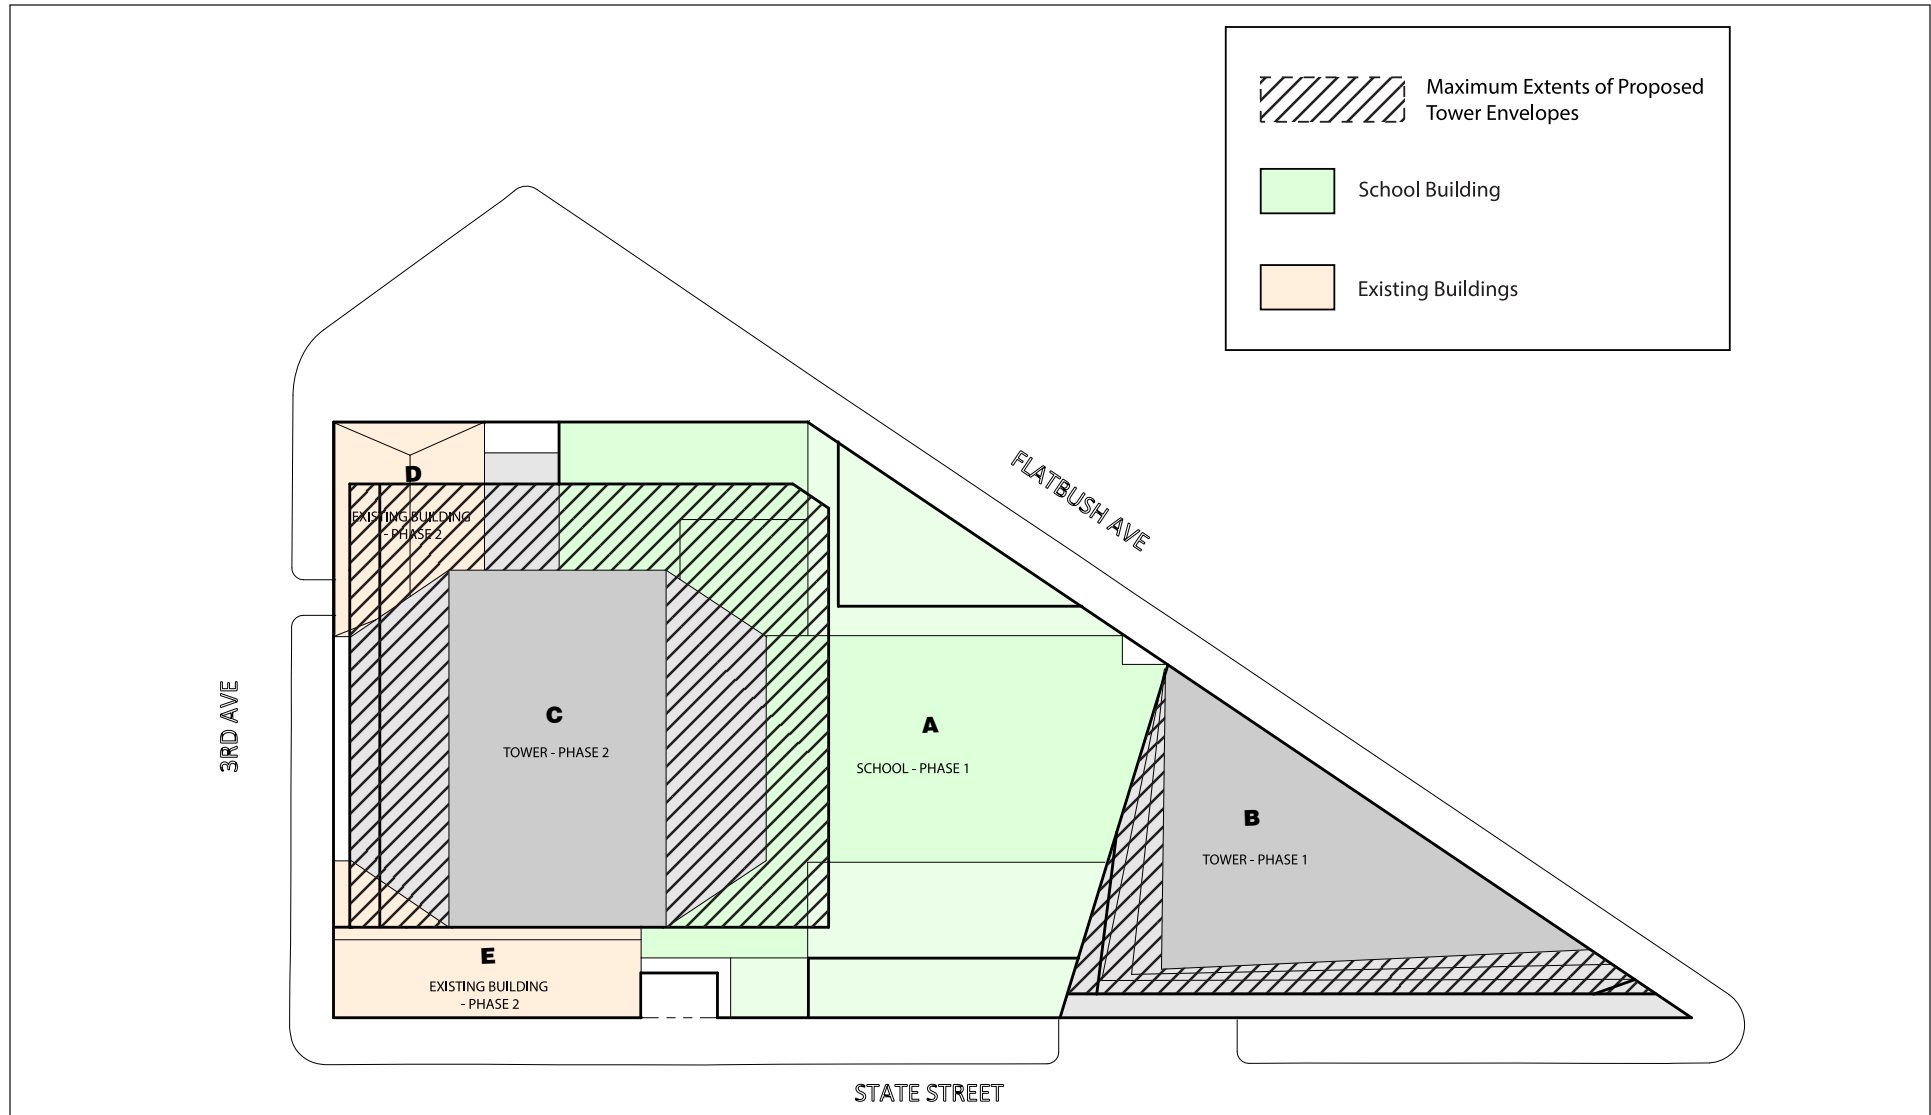 Maximum Extents of Proposed
Tower Envelopes
School Building
Existing Buildings
FLATBUSH AVE
D
EXISTING BUILDING
- PHASE 2
3RD AVE
C
TOWER - PHASE 2
A
SCHOOL - PHASE 1
B
TOWER - PHASE 1
E
EXISTING BUILDING
- PHASE 2
STATE STREET